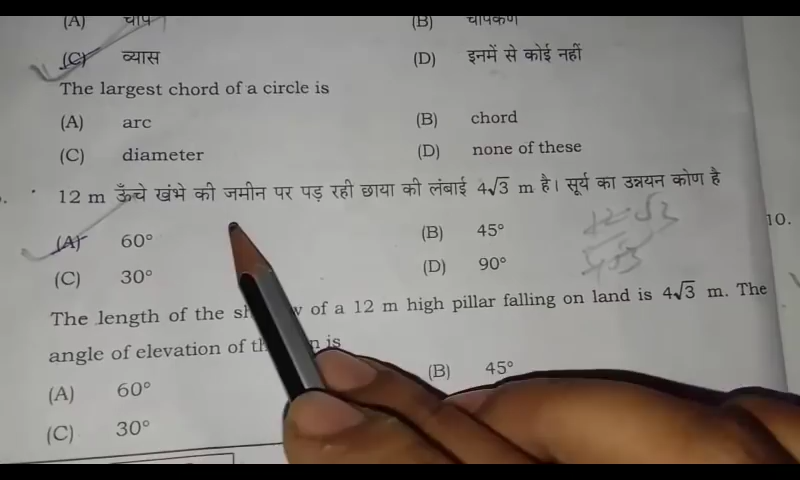 (A) चाप (B) चापकर्ण
(C) व्यास (D) इनमें से कोई नहीं
The largest chord of a circle is
(A) arc (B) chord
(C) diameter (D) none of these
12 m ऊँचे खंभे की जमीन पर पड़ रही छाया की लंबाई 4√3 m है। सूर्य का उन्नयन कोण है
(A) 60° (B) 45°
10.
(C) 30° (D) 90°
The length of the of a 12 m high pillar falling on land is 4√3 m. The
angle of elevation of is
(A) 60° (B) 45°
(C) 30°